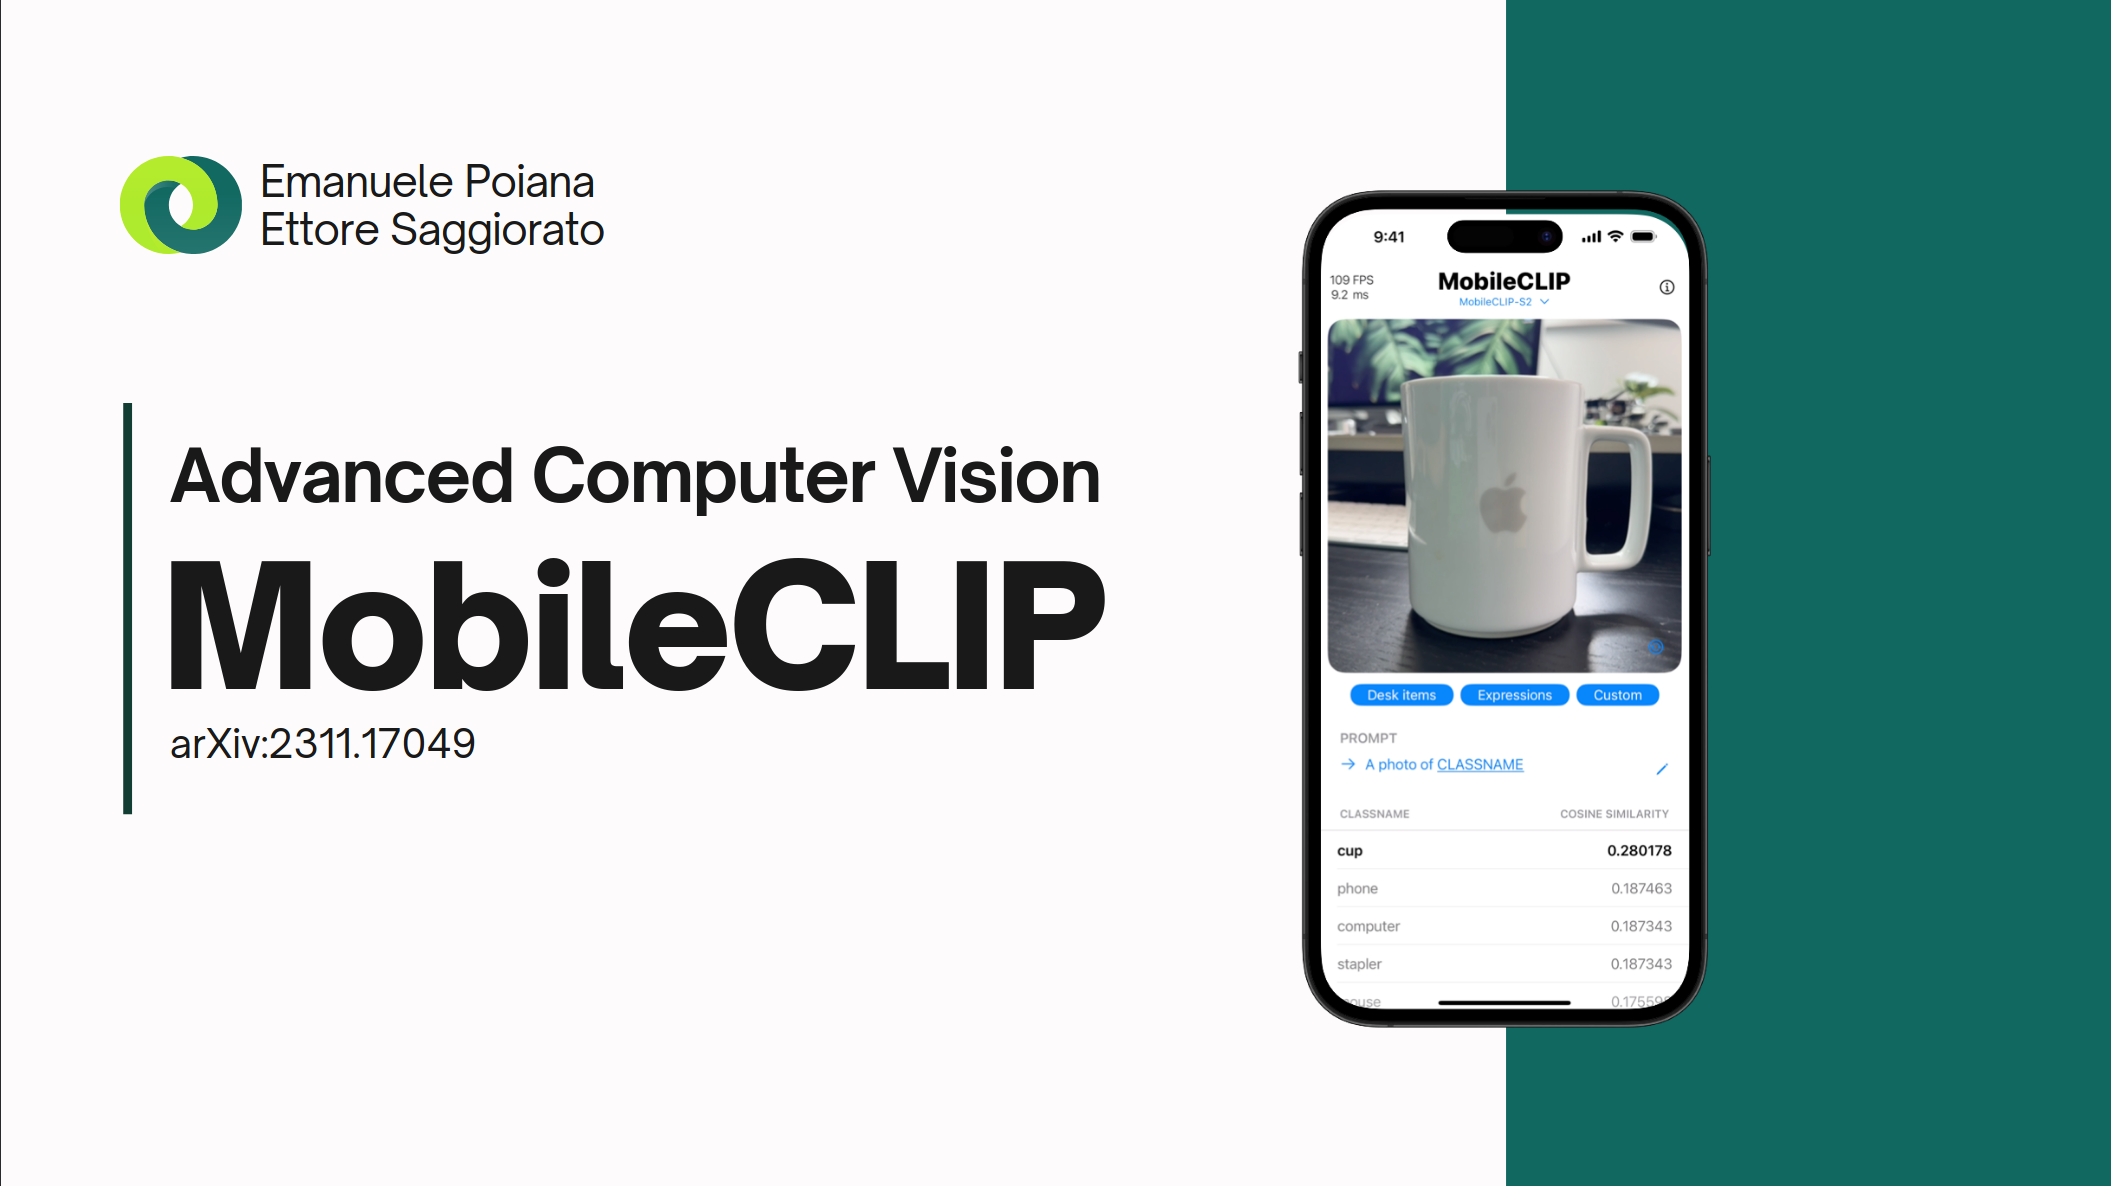 Emanuele Poiana
Ettore Saggiorato
Advanced Computer Vision
MobileCLIP
arXiv:2311.17049
9:41
109 FPS
9.2 ms
MobileCLIP
MobileCLIP-S2
Desk items Expressions Custom
PROMPT
→ A photo of CLASSNAME
CLASSNAME COSINE SIMILARITY
cup 0.280178
phone 0.187463
computer 0.187343
stapler 0.187343